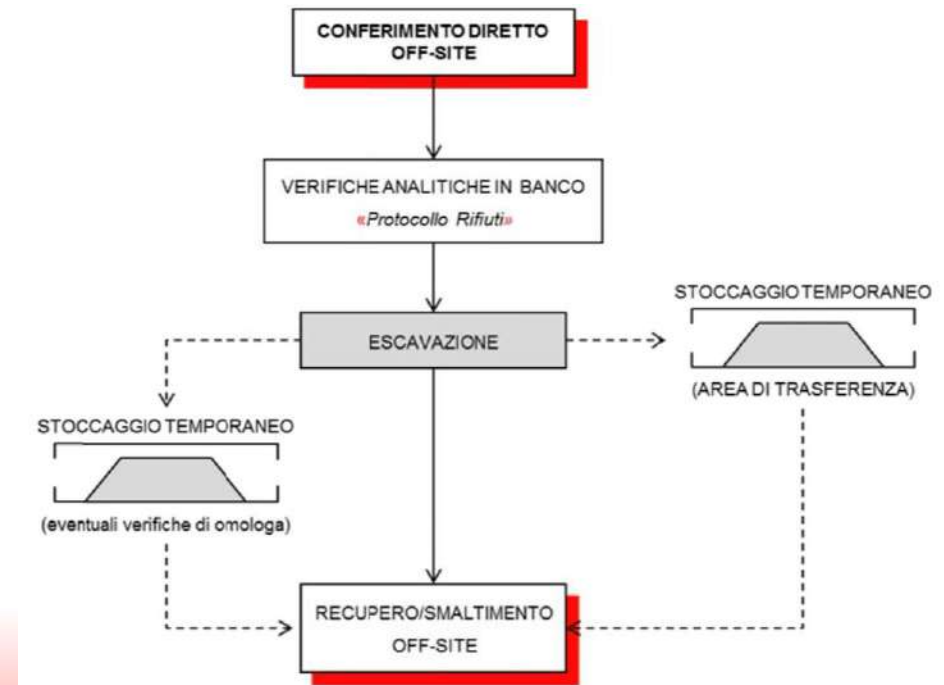 CONFERIMENTO DIRETTO
OFF-SITE
VERIFICHE ANALITICHE IN BANCO
«Protocollo Rifiuti»
ESCAVAZIONE
STOCCAGGIO TEMPORANEO
(AREA DI TRASFERENZA)
STOCCAGGIO TEMPORANEO
(eventuali verifiche di omologa)
RECUPERO/SMALTIMENTO
OFF-SITE